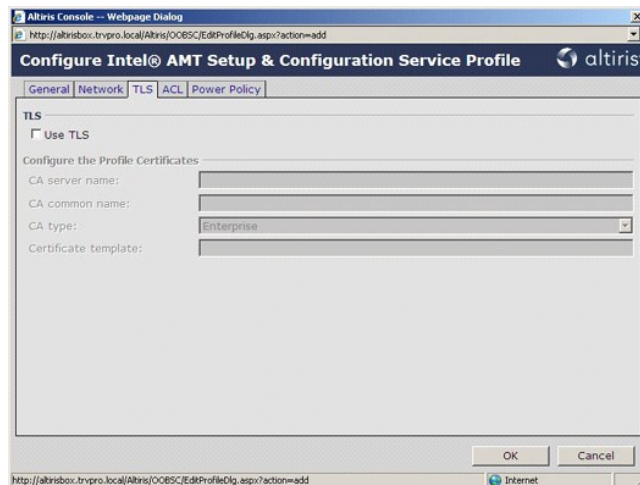 Altiris Console -- Webpage Dialog
http://altirisbox.trvpro.local/Altiris/OOBSC/EditProfileDlg.aspx?action=add
Configure Intel® AMT Setup & Configuration Service Profile altiris
General Network TLS ACL Power Policy
TLS
Use TLS
Configure the Profile Certificates
CA server name:
CA common name:
CA type: Enterprise
Certificate template:
OK Cancel
http://altirisbox.trvpro.local/Altiris/OOBSC/EditProfileDlg.aspx?action=add Internet